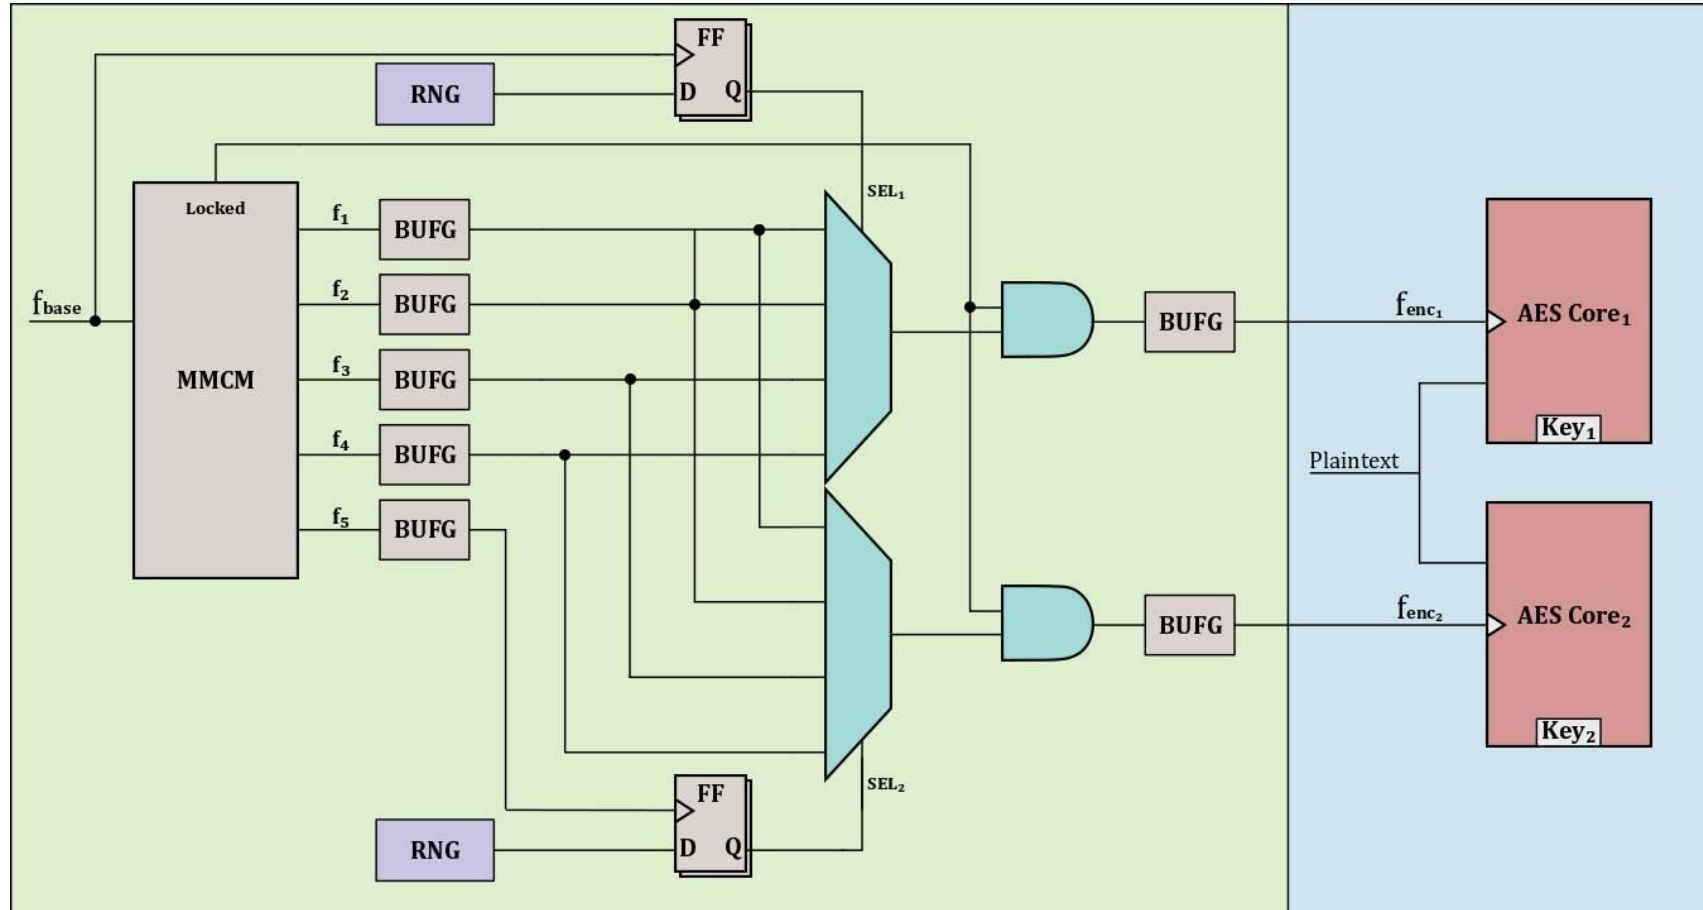 FF
RNG
D Q
SEL₁
Locked
f₁ BUFG
f₂ BUFG
f₃ BUFG
f₄ BUFG
f₅ BUFG
fbase
MMCM
BUFG
fenc₁
AES Core₁
Key₁
Plaintext
BUFG
fenc₂
AES Core₂
Key₂
SEL₂
FF
RNG
D Q